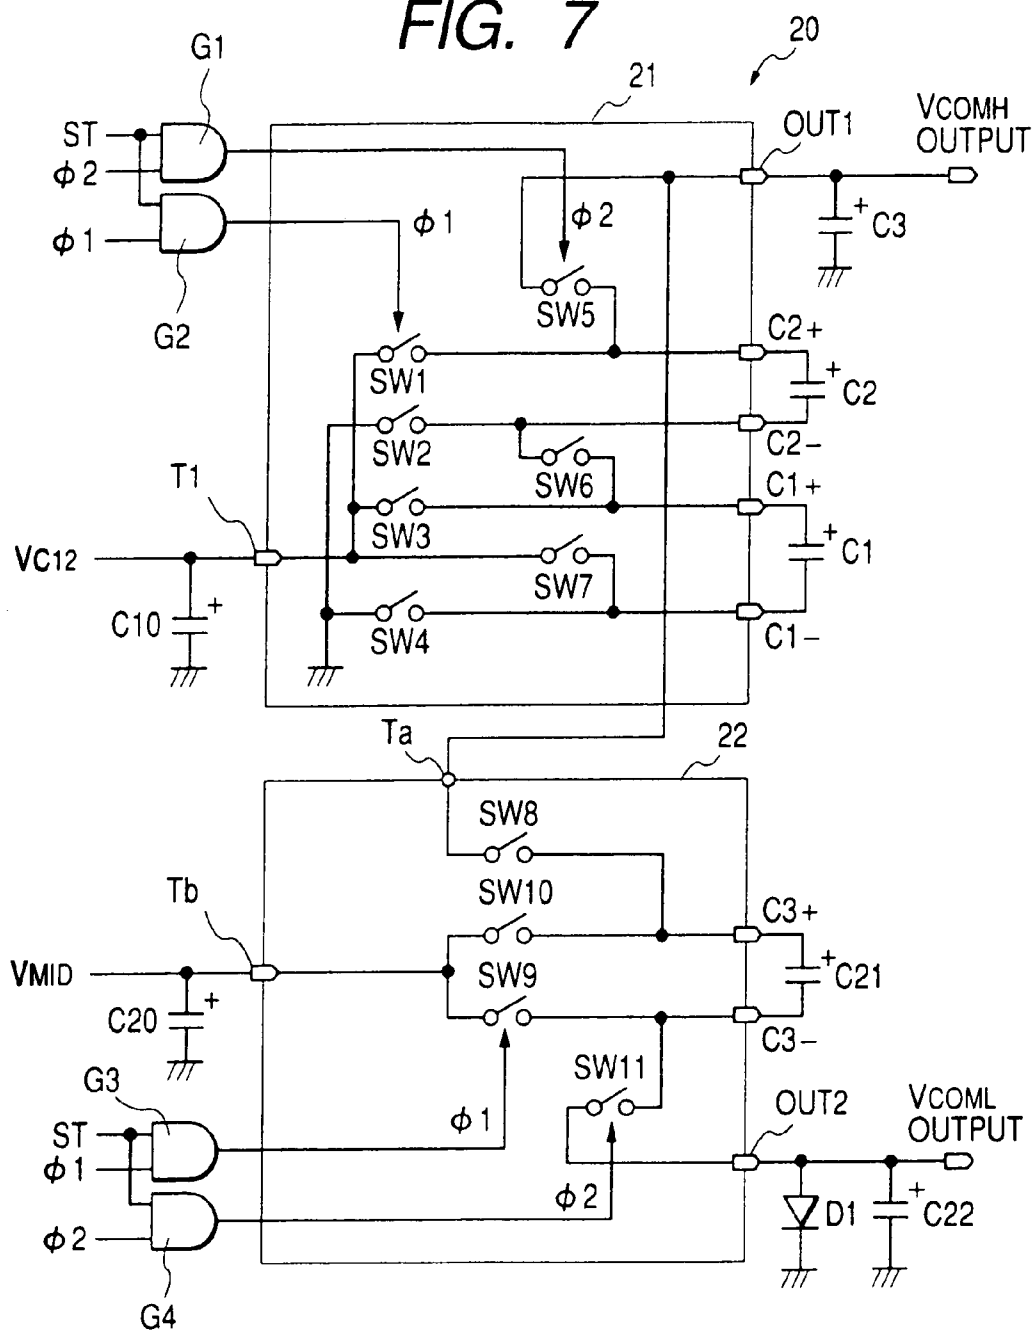 FIG. 7
20
G1
21
VCOMH
OUTPUT
OUT1
ST
ϕ2
ϕ1
ϕ1
ϕ2
C3
G2
SW5
C2+
SW1
C2
SW2
C2−
T1
SW6
C1+
SW3
VC12
C1
SW7
C10
SW4
C1−
Ta
22
SW8
Tb
SW10
C3+
VMID
SW9
C21
C20
C3−
G3
SW11
OUT2
VCOML
OUTPUT
ST
ϕ1
ϕ1
ϕ2
D1
C22
ϕ2
G4